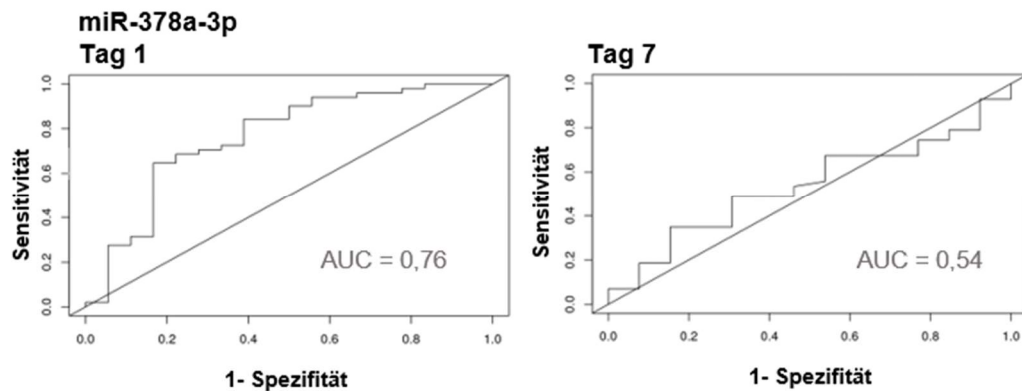 miR-378a-3p
Tag 1
Sensitivität
1.0
0.8
0.6
0.4
0.2
0.0
AUC = 0,76
0.0 0.2 0.4 0.6 0.8 1.0
1- Spezifität
Tag 7
Sensitivität
1.0
0.8
0.6
0.4
0.2
0.0
AUC = 0,54
0.0 0.2 0.4 0.6 0.8 1.0
1- Spezifität